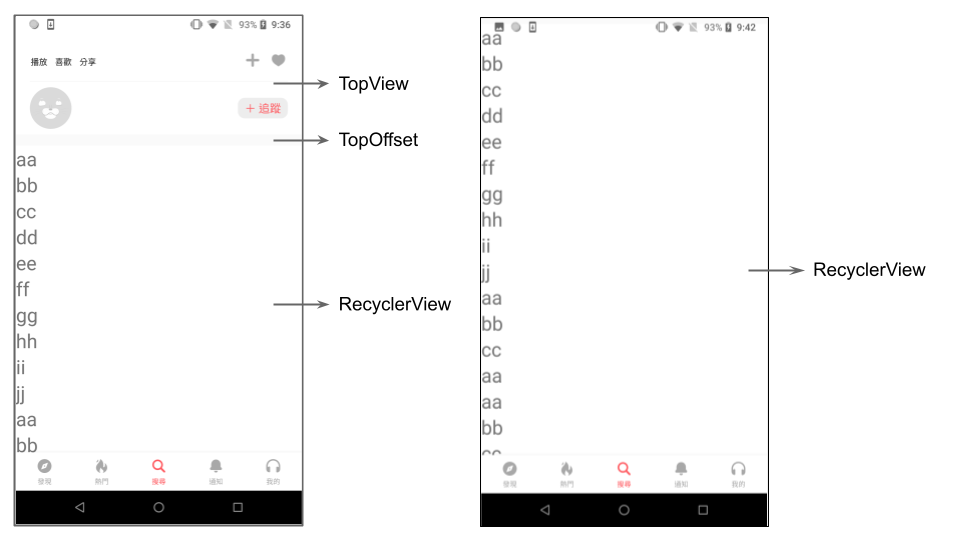 93% 9:36
播放 喜歡 分享
TopView
+ 追蹤
TopOffset
aa
bb
cc
dd
ee
ff
gg
hh
ii
jj
aa
bb
RecyclerView
發現 熱門 搜尋 通知 我的
93% 9:42
aa
bb
cc
dd
ee
ff
gg
hh
ii
jj
aa
bb
cc
aa
aa
bb
cc
RecyclerView
發現 熱門 搜尋 通知 我的